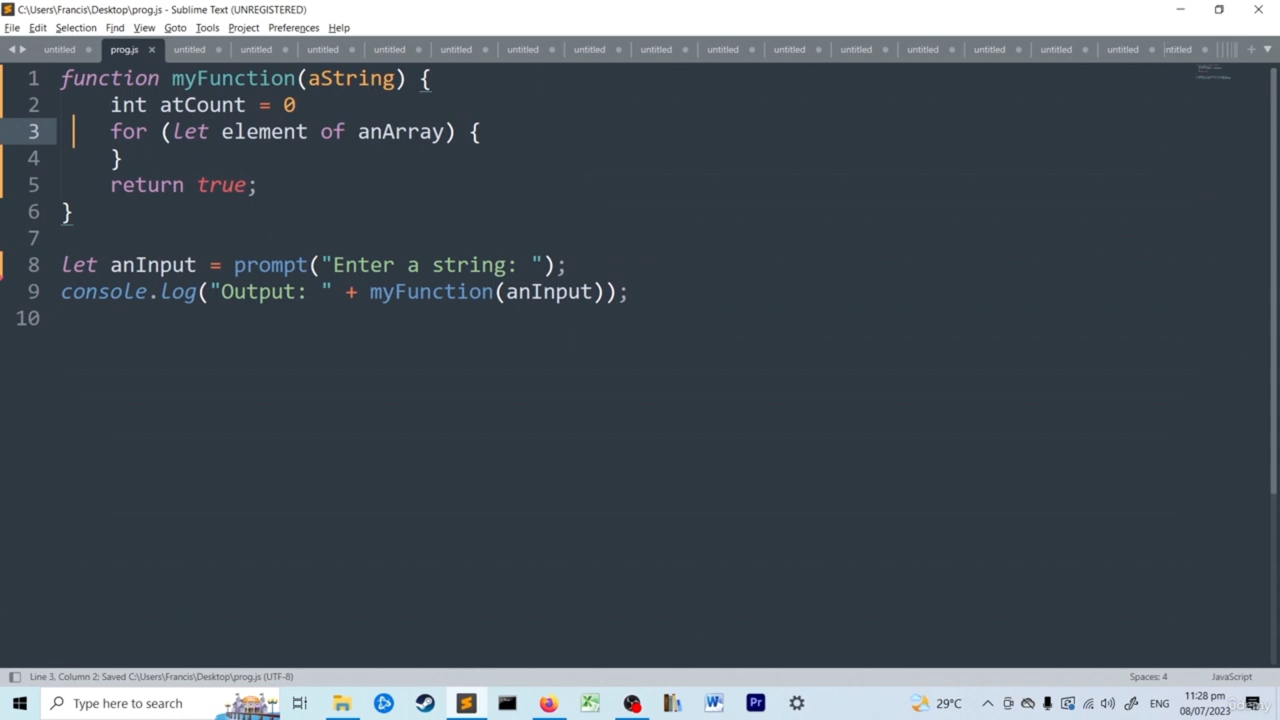 C:\Users\Francis\Desktop\prog.js - Sublime Text (UNREGISTERED)
File Edit Selection Find View Goto Tools Project Preferences Help
untitled prog.js untitled untitled untitled untitled untitled untitled untitled untitled untitled untitled untitled untitled untitled untitled untitled ntitled
1 function myFunction(aString) {
2 int atCount = 0
3 for (let element of anArray) {
4 }
5 return true;
6 }
7
8 let anInput = prompt("Enter a string: ");
9 console.log("Output: " + myFunction(anInput));
10
Line 3, Column 2; Saved C:\Users\Francis\Desktop\prog.js (UTF-8) Spaces: 4 JavaScript
Type here to search 29°C ENG 11:28 pm
08/07/2023
Udemy